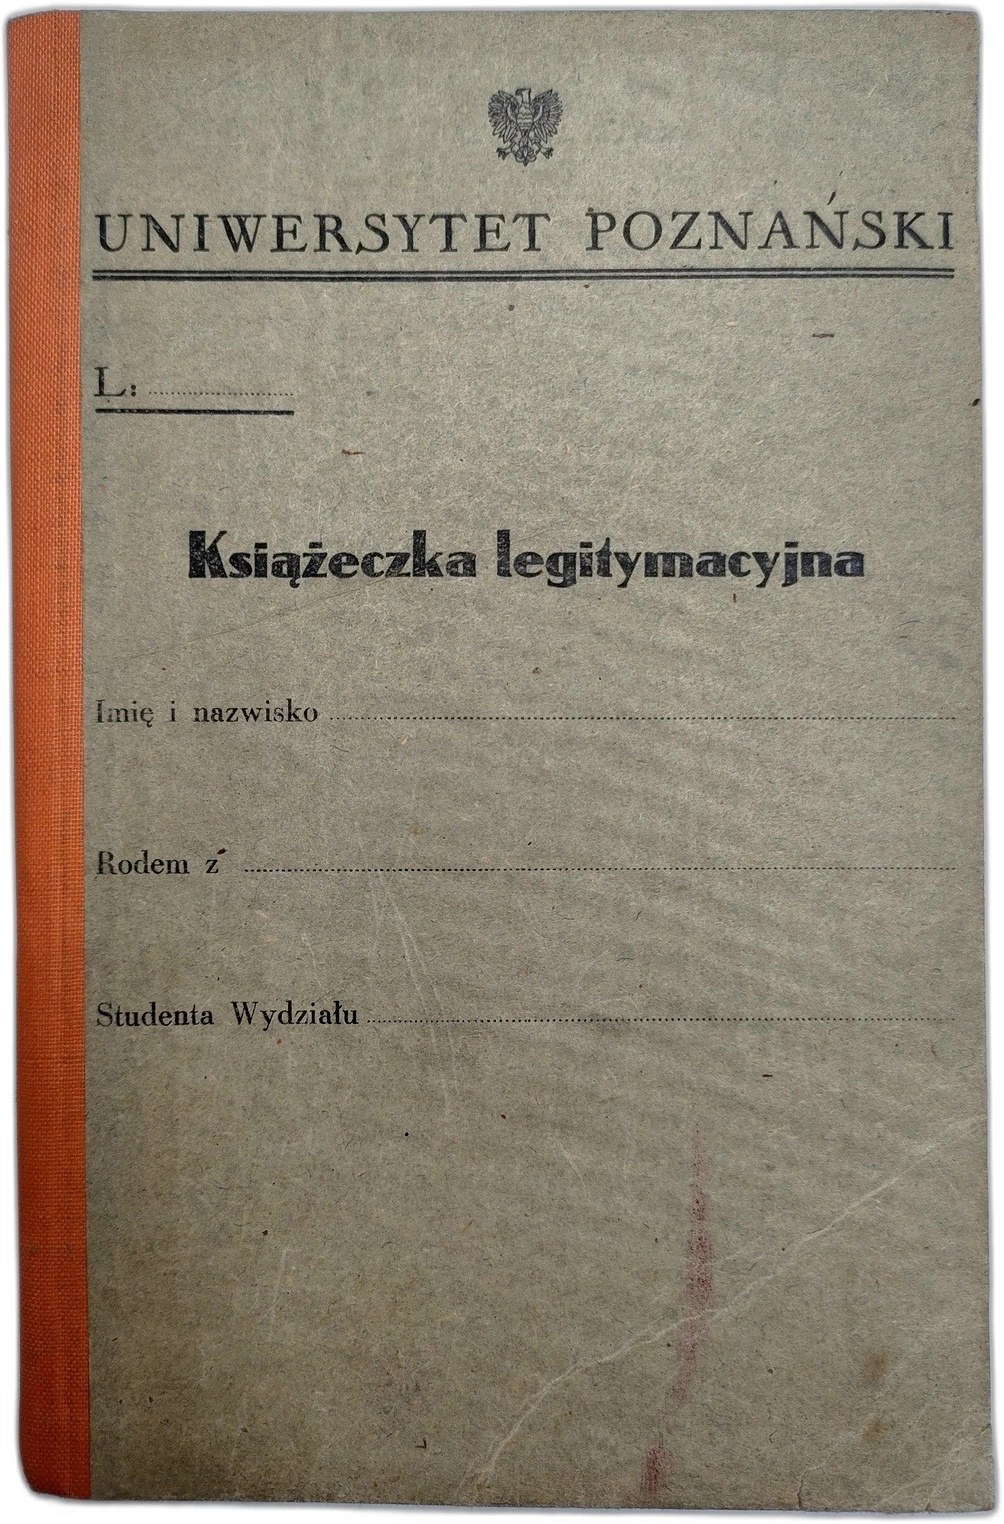 UNIWERSYTET POZNAŃSKI
L: ....................
Książeczka legitymacyjna
Imię i nazwisko ....................
Rodem z ....................
Studenta Wydziału ....................